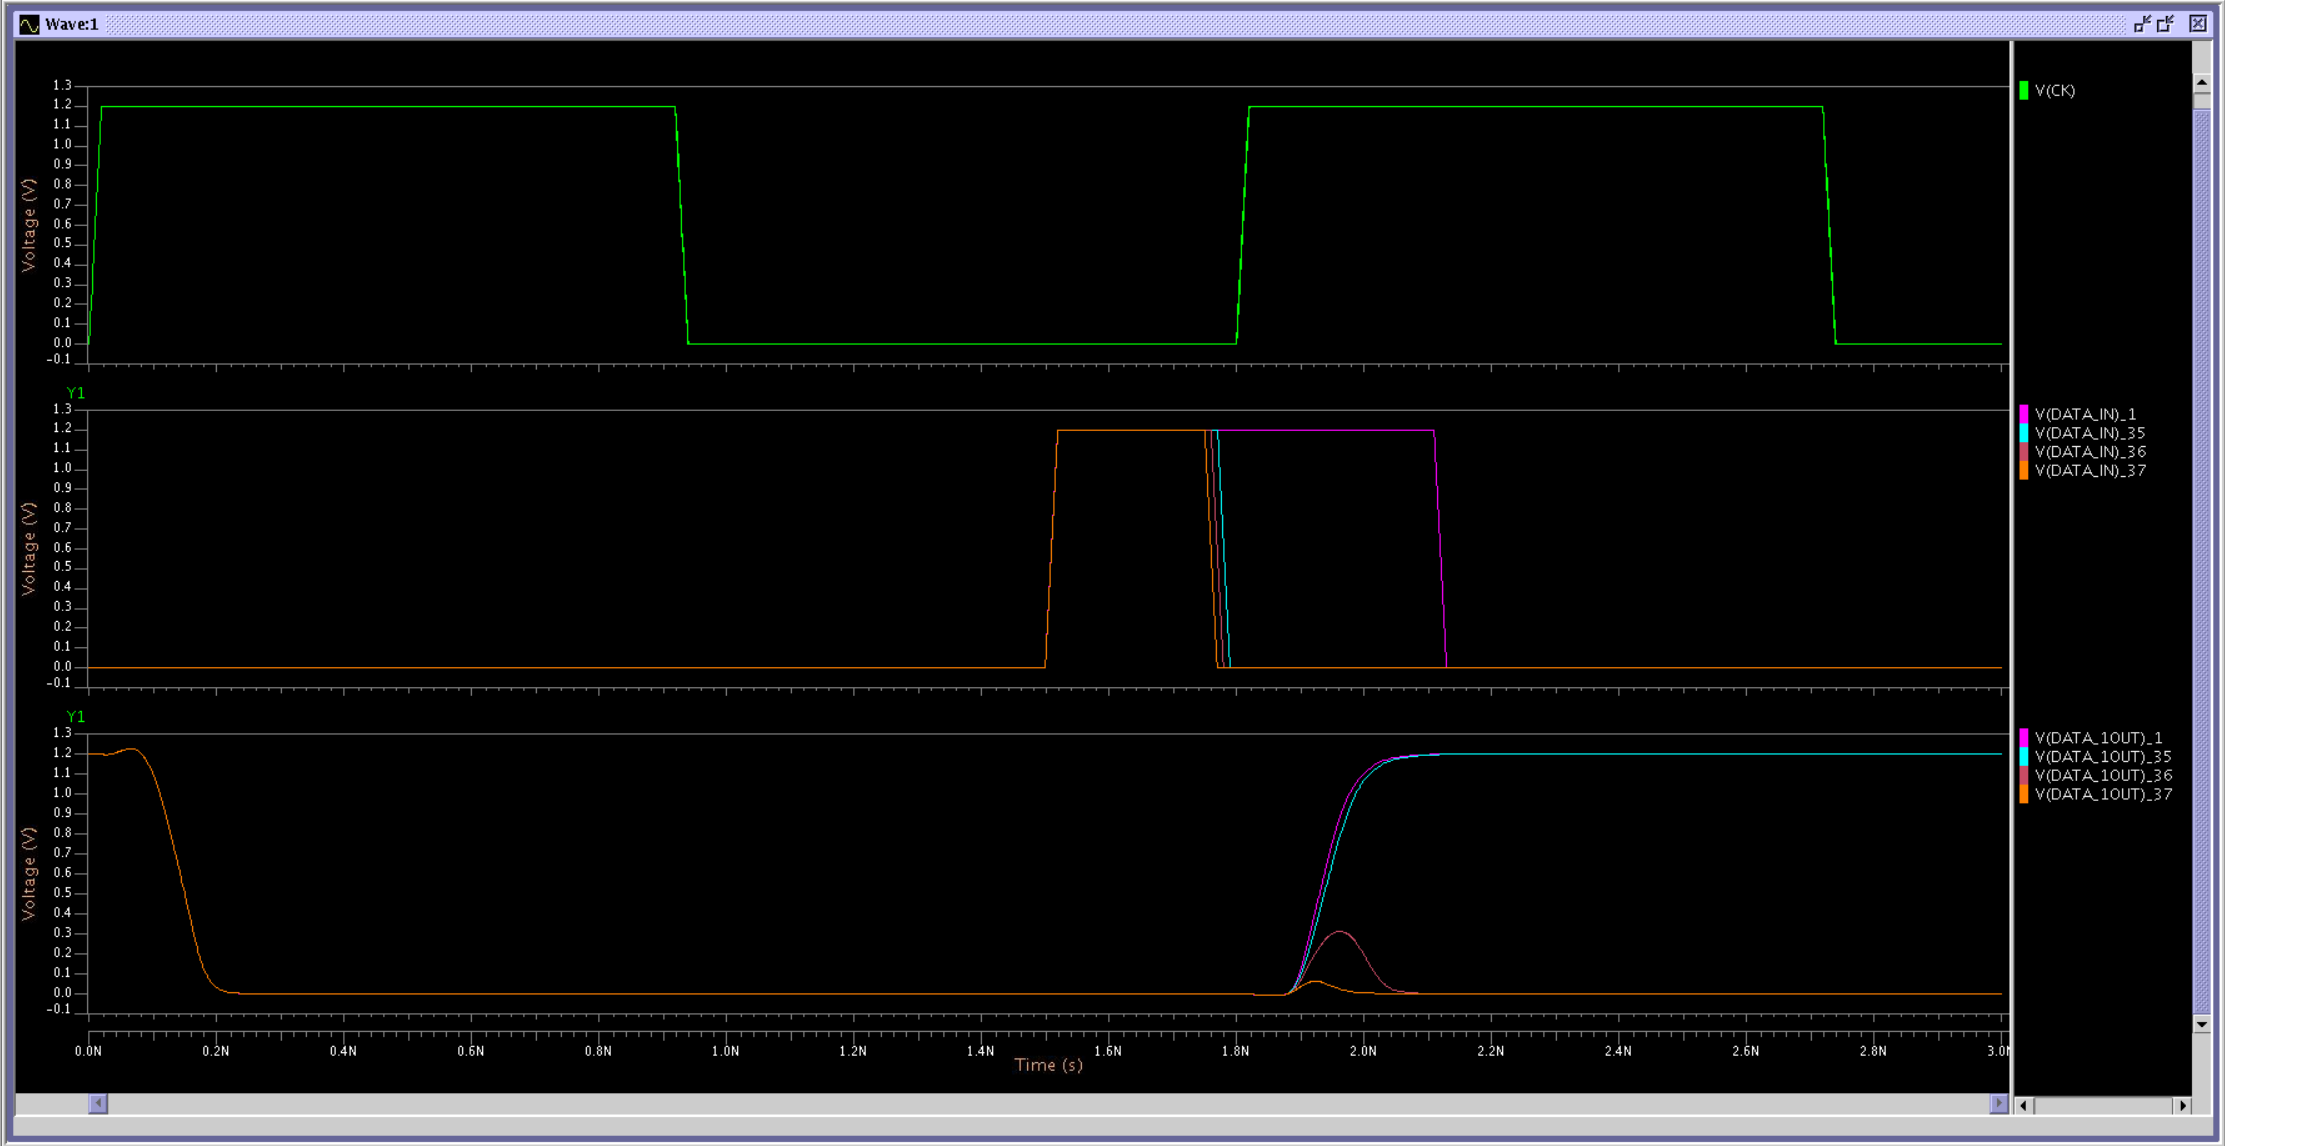 Wave:1
1.3
1.2
1.1
1.0
0.9
0.8
0.7
0.6
0.5
0.4
0.3
0.2
0.1
0.0
-0.1
Voltage (V)
V(CK)
Y1
1.3
1.2
1.1
1.0
0.9
0.8
0.7
0.6
0.5
0.4
0.3
0.2
0.1
0.0
-0.1
Voltage (V)
V(DATA_IN)_1
V(DATA_IN)_35
V(DATA_IN)_36
V(DATA_IN)_37
Y1
1.3
1.2
1.1
1.0
0.9
0.8
0.7
0.6
0.5
0.4
0.3
0.2
0.1
0.0
-0.1
Voltage (V)
V(DATA_1OUT)_1
V(DATA_1OUT)_35
V(DATA_1OUT)_36
V(DATA_1OUT)_37
0.0N 0.2N 0.4N 0.6N 0.8N 1.0N 1.2N 1.4N 1.6N 1.8N 2.0N 2.2N 2.4N 2.6N 2.8N 3.0N
Time (s)